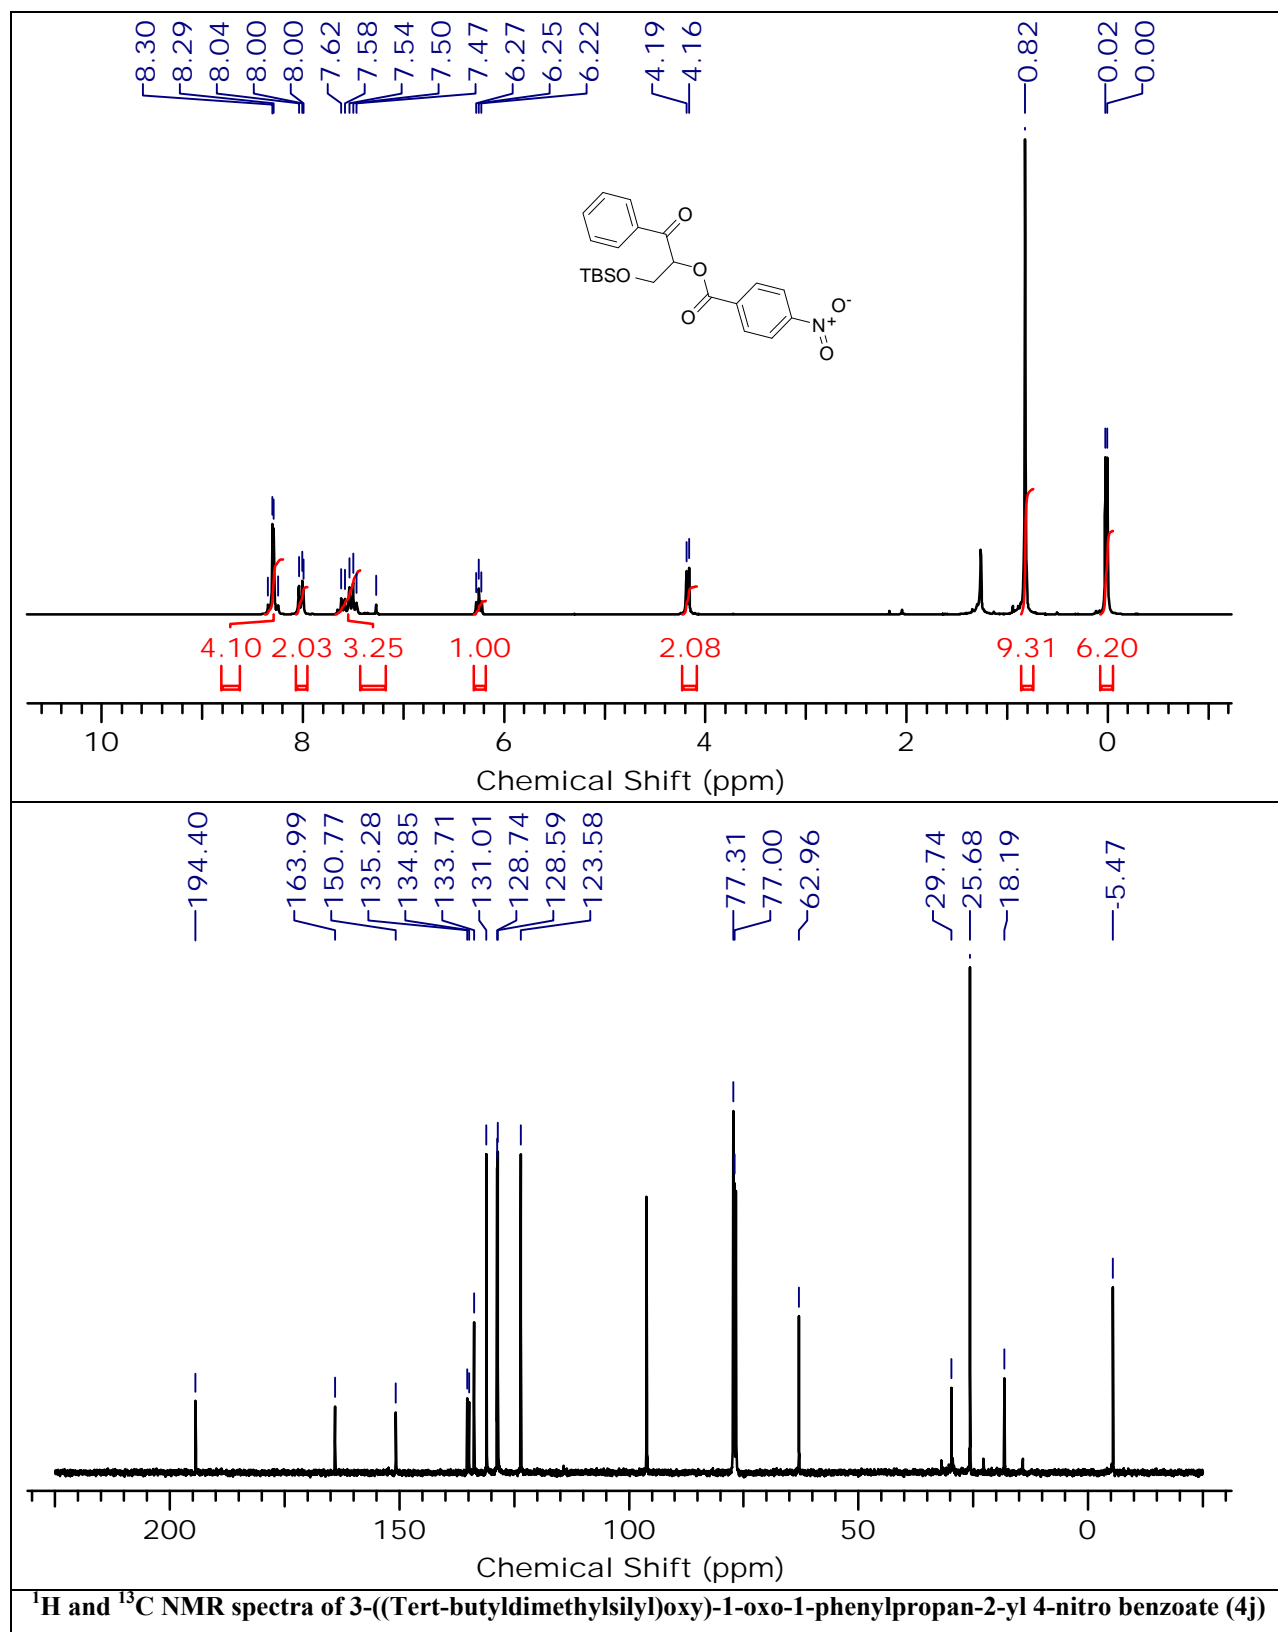 8.30 8.29 8.04 8.00 8.00 7.62 7.58 7.54 7.50 7.47 6.27 6.25 6.22 4.19 4.16 0.82 0.02 0.00
O
TBSO
O
O
O-
N+
O
4.10 2.03 3.25 1.00 2.08 9.31 6.20
10 8 6 4 2 0
Chemical Shift (ppm)
194.40 163.99 150.77 135.28 134.85 133.71 131.01 128.74 128.59 123.58 77.31 77.00 62.96 29.74 25.68 18.19 -5.47
200 150 100 50 0
Chemical Shift (ppm)
1H and 13C NMR spectra of 3-((Tert-butyldimethylsilyl)oxy)-1-oxo-1-phenylpropan-2-yl 4-nitro benzoate (4j)